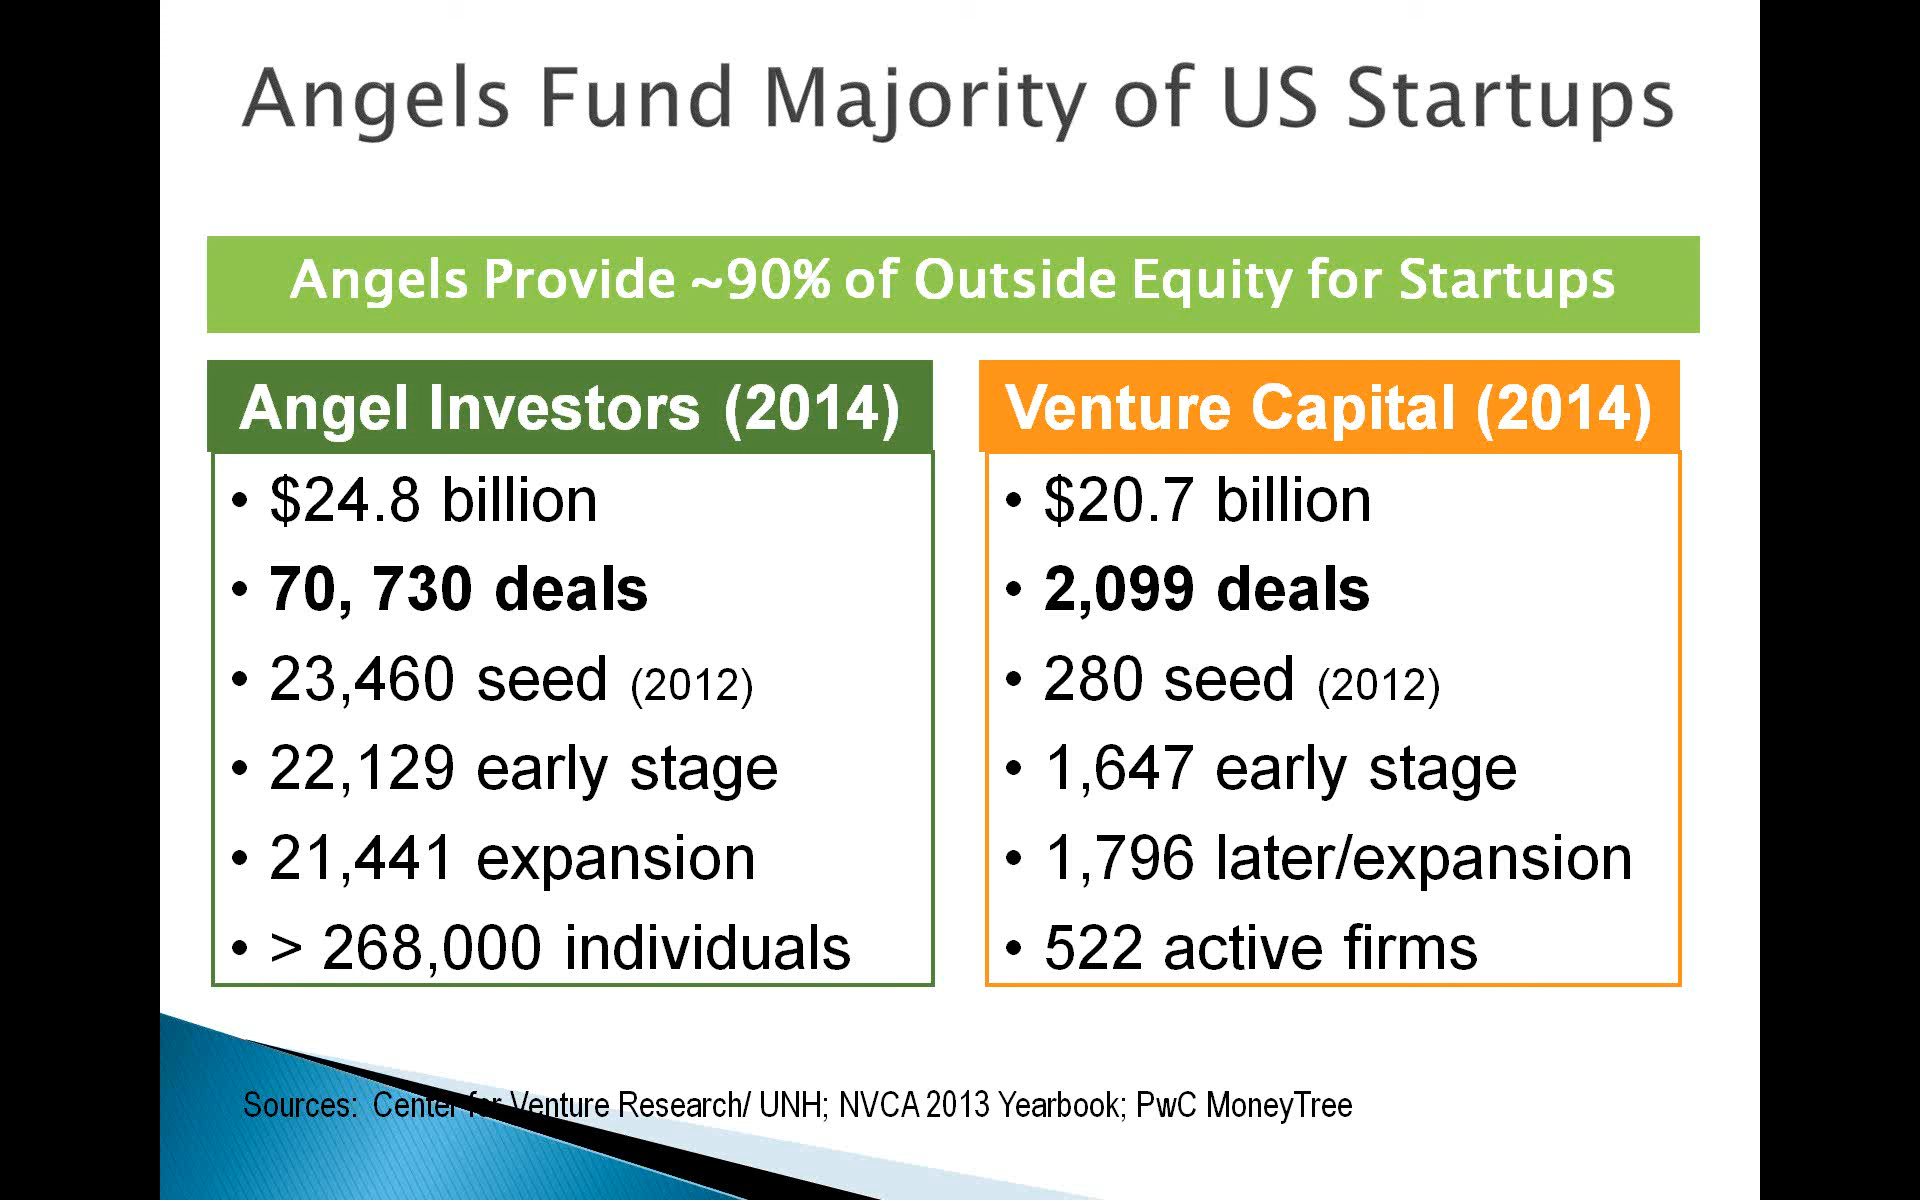 Angels Fund Majority of US Startups
Angels Provide ~90% of Outside Equity for Startups
Angel Investors (2014)
• $24.8 billion
• 70, 730 deals
• 23,460 seed (2012)
• 22,129 early stage
• 21,441 expansion
• > 268,000 individuals
Venture Capital (2014)
• $20.7 billion
• 2,099 deals
• 280 seed (2012)
• 1,647 early stage
• 1,796 later/expansion
• 522 active firms
Sources: Center for Venture Research/ UNH; NVCA 2013 Yearbook; PwC MoneyTree